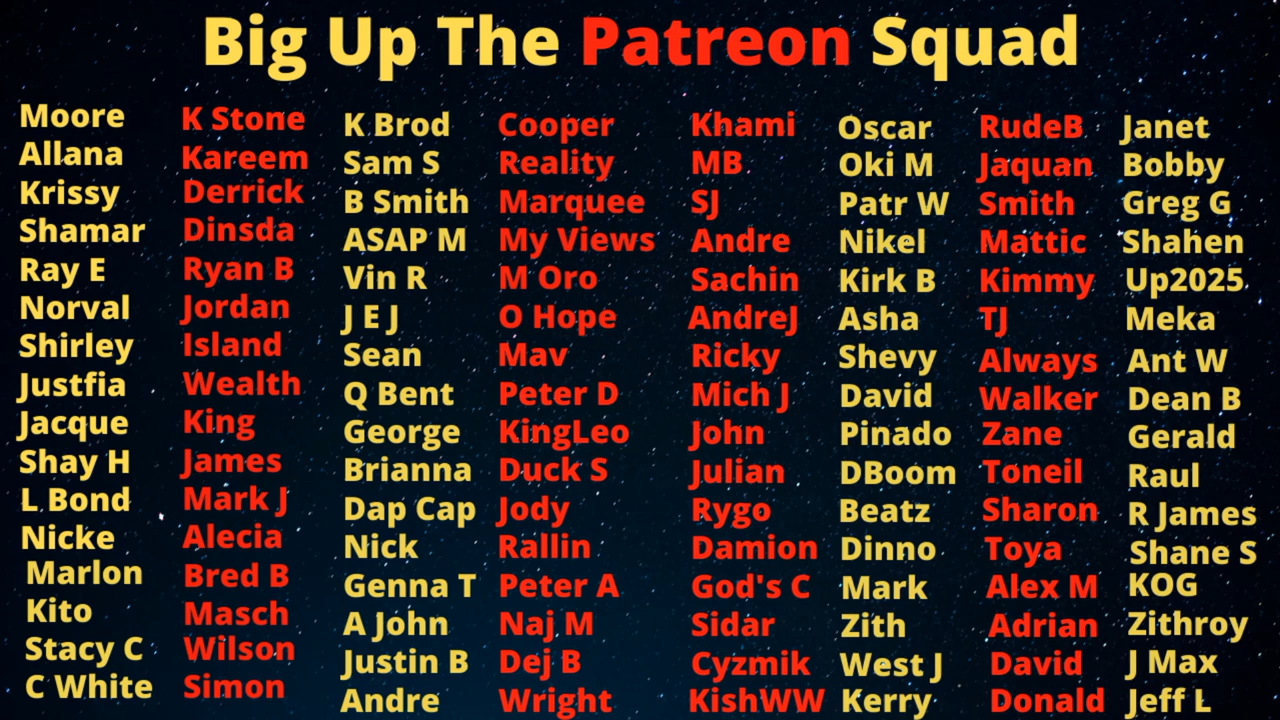 Big Up The Patreon Squad
Moore
Allana
Krissy
Shamar
Ray E
Norval
Shirley
Justfia
Jacque
Shay H
L Bond
Nicke
Marlon
Kito
Stacy C
C White
K Stone
Kareem
Derrick
Dinsda
Ryan B
Jordan
Island
Wealth
King
James
Mark J
Alecia
Bred B
Masch
Wilson
Simon
K Brod
Sam S
B Smith
ASAP M
Vin R
J E J
Sean
Q Bent
George
Brianna
Dap Cap
Nick
Genna T
A John
Justin B
Andre
Cooper
Reality
Marquee
My Views
M Oro
O Hope
Mav
Peter D
KingLeo
Duck S
Jody
Rallin
Peter A
Naj M
Dej B
Wright
Khami
MB
SJ
Andre
Sachin
AndreJ
Ricky
Mich J
John
Julian
Rygo
Damion
God's C
Sidar
Cyzmik
KishWW
Oscar
Oki M
Patr W
Nikel
Kirk B
Asha
Shevy
David
Pinado
DBoom
Beatz
Dinno
Mark
Zith
West J
Kerry
RudeB
Jaquan
Smith
Mattic
Kimmy
TJ
Always
Walker
Zane
Toneil
Sharon
Toya
Alex M
Adrian
David
Donald
Janet
Bobby
Greg G
Shahen
Up2025
Meka
Ant W
Dean B
Gerald
Raul
R James
Shane S
KOG
Zithroy
J Max
Jeff L